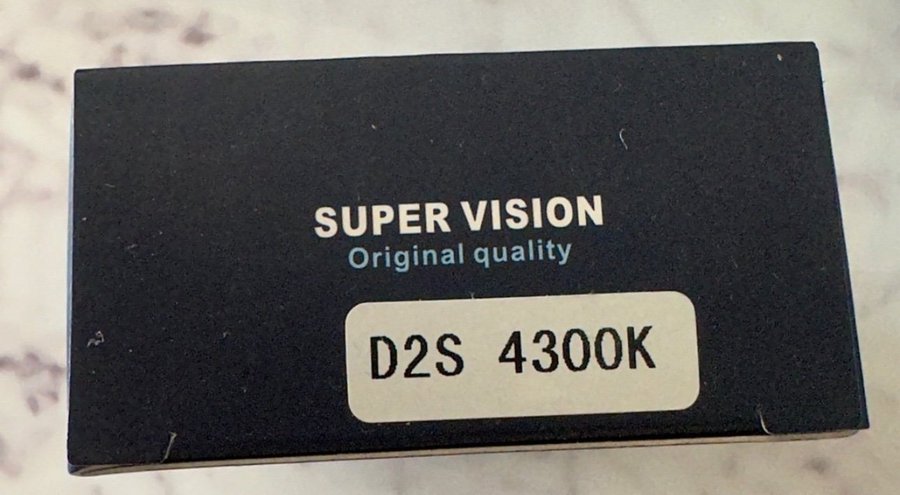 SUPER VISION
Original quality
D2S 4300K